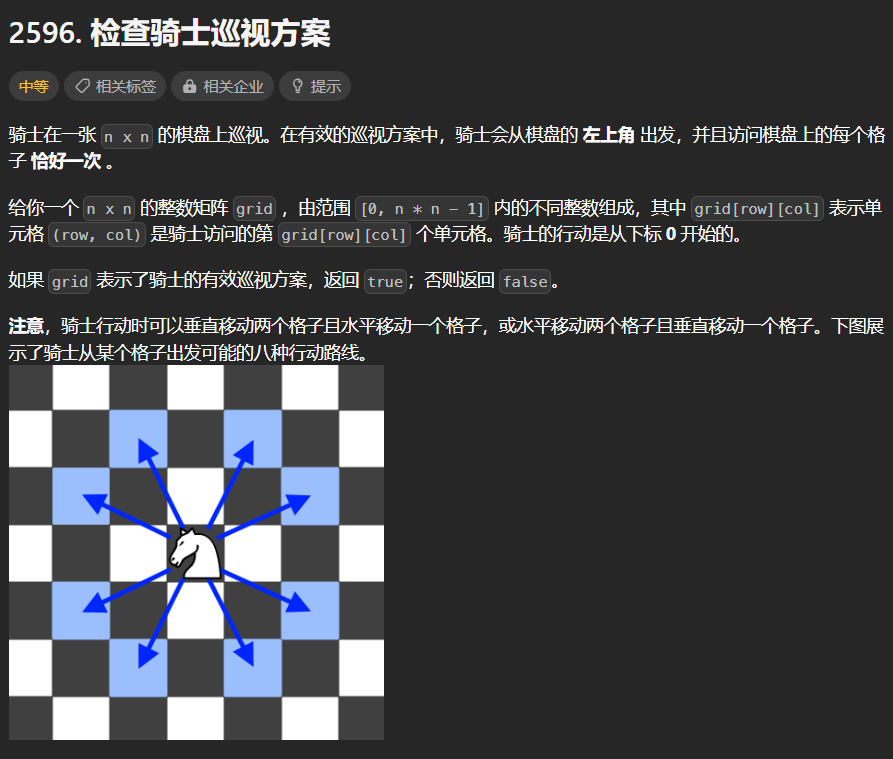 2596. 检查骑士巡视方案
中等 相关标签 相关企业 提示
骑士在一张 n x n 的棋盘上巡视。在有效的巡视方案中，骑士会从棋盘的 左上角 出发，并且访问棋盘上的每个格
子 恰好一次 。
给你一个 n x n 的整数矩阵 grid ，由范围 [0, n * n - 1] 内的不同整数组成，其中 grid[row][col] 表示单
元格 (row, col) 是骑士访问的第 grid[row][col] 个单元格。骑士的行动是从下标 0 开始的。
如果 grid 表示了骑士的有效巡视方案，返回 true；否则返回 false。
注意，骑士行动时可以垂直移动两个格子且水平移动一个格子，或水平移动两个格子且垂直移动一个格子。下图展
示了骑士从某个格子出发可能的八种行动路线。